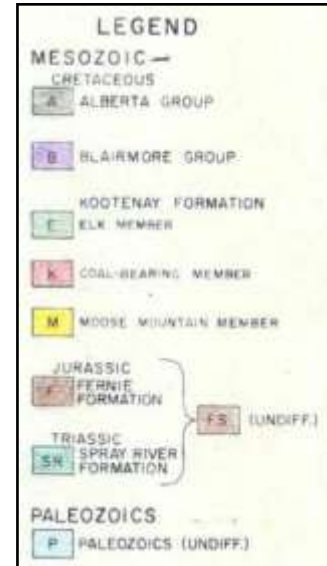 LEGEND
MESOZOIC —
CRETACEOUS
A ALBERTA GROUP
B BLAIRMORE GROUP
KOOTENAY FORMATION
E ELK MEMBER
K COAL-BEARING MEMBER
M MOOSE MOUNTAIN MEMBER
JURASSIC
F FERNIE
FORMATION
FS (UNDIFF.)
TRIASSIC
SR SPRAY RIVER
FORMATION
PALEOZOICS
P PALEOZOICS (UNDIFF.)